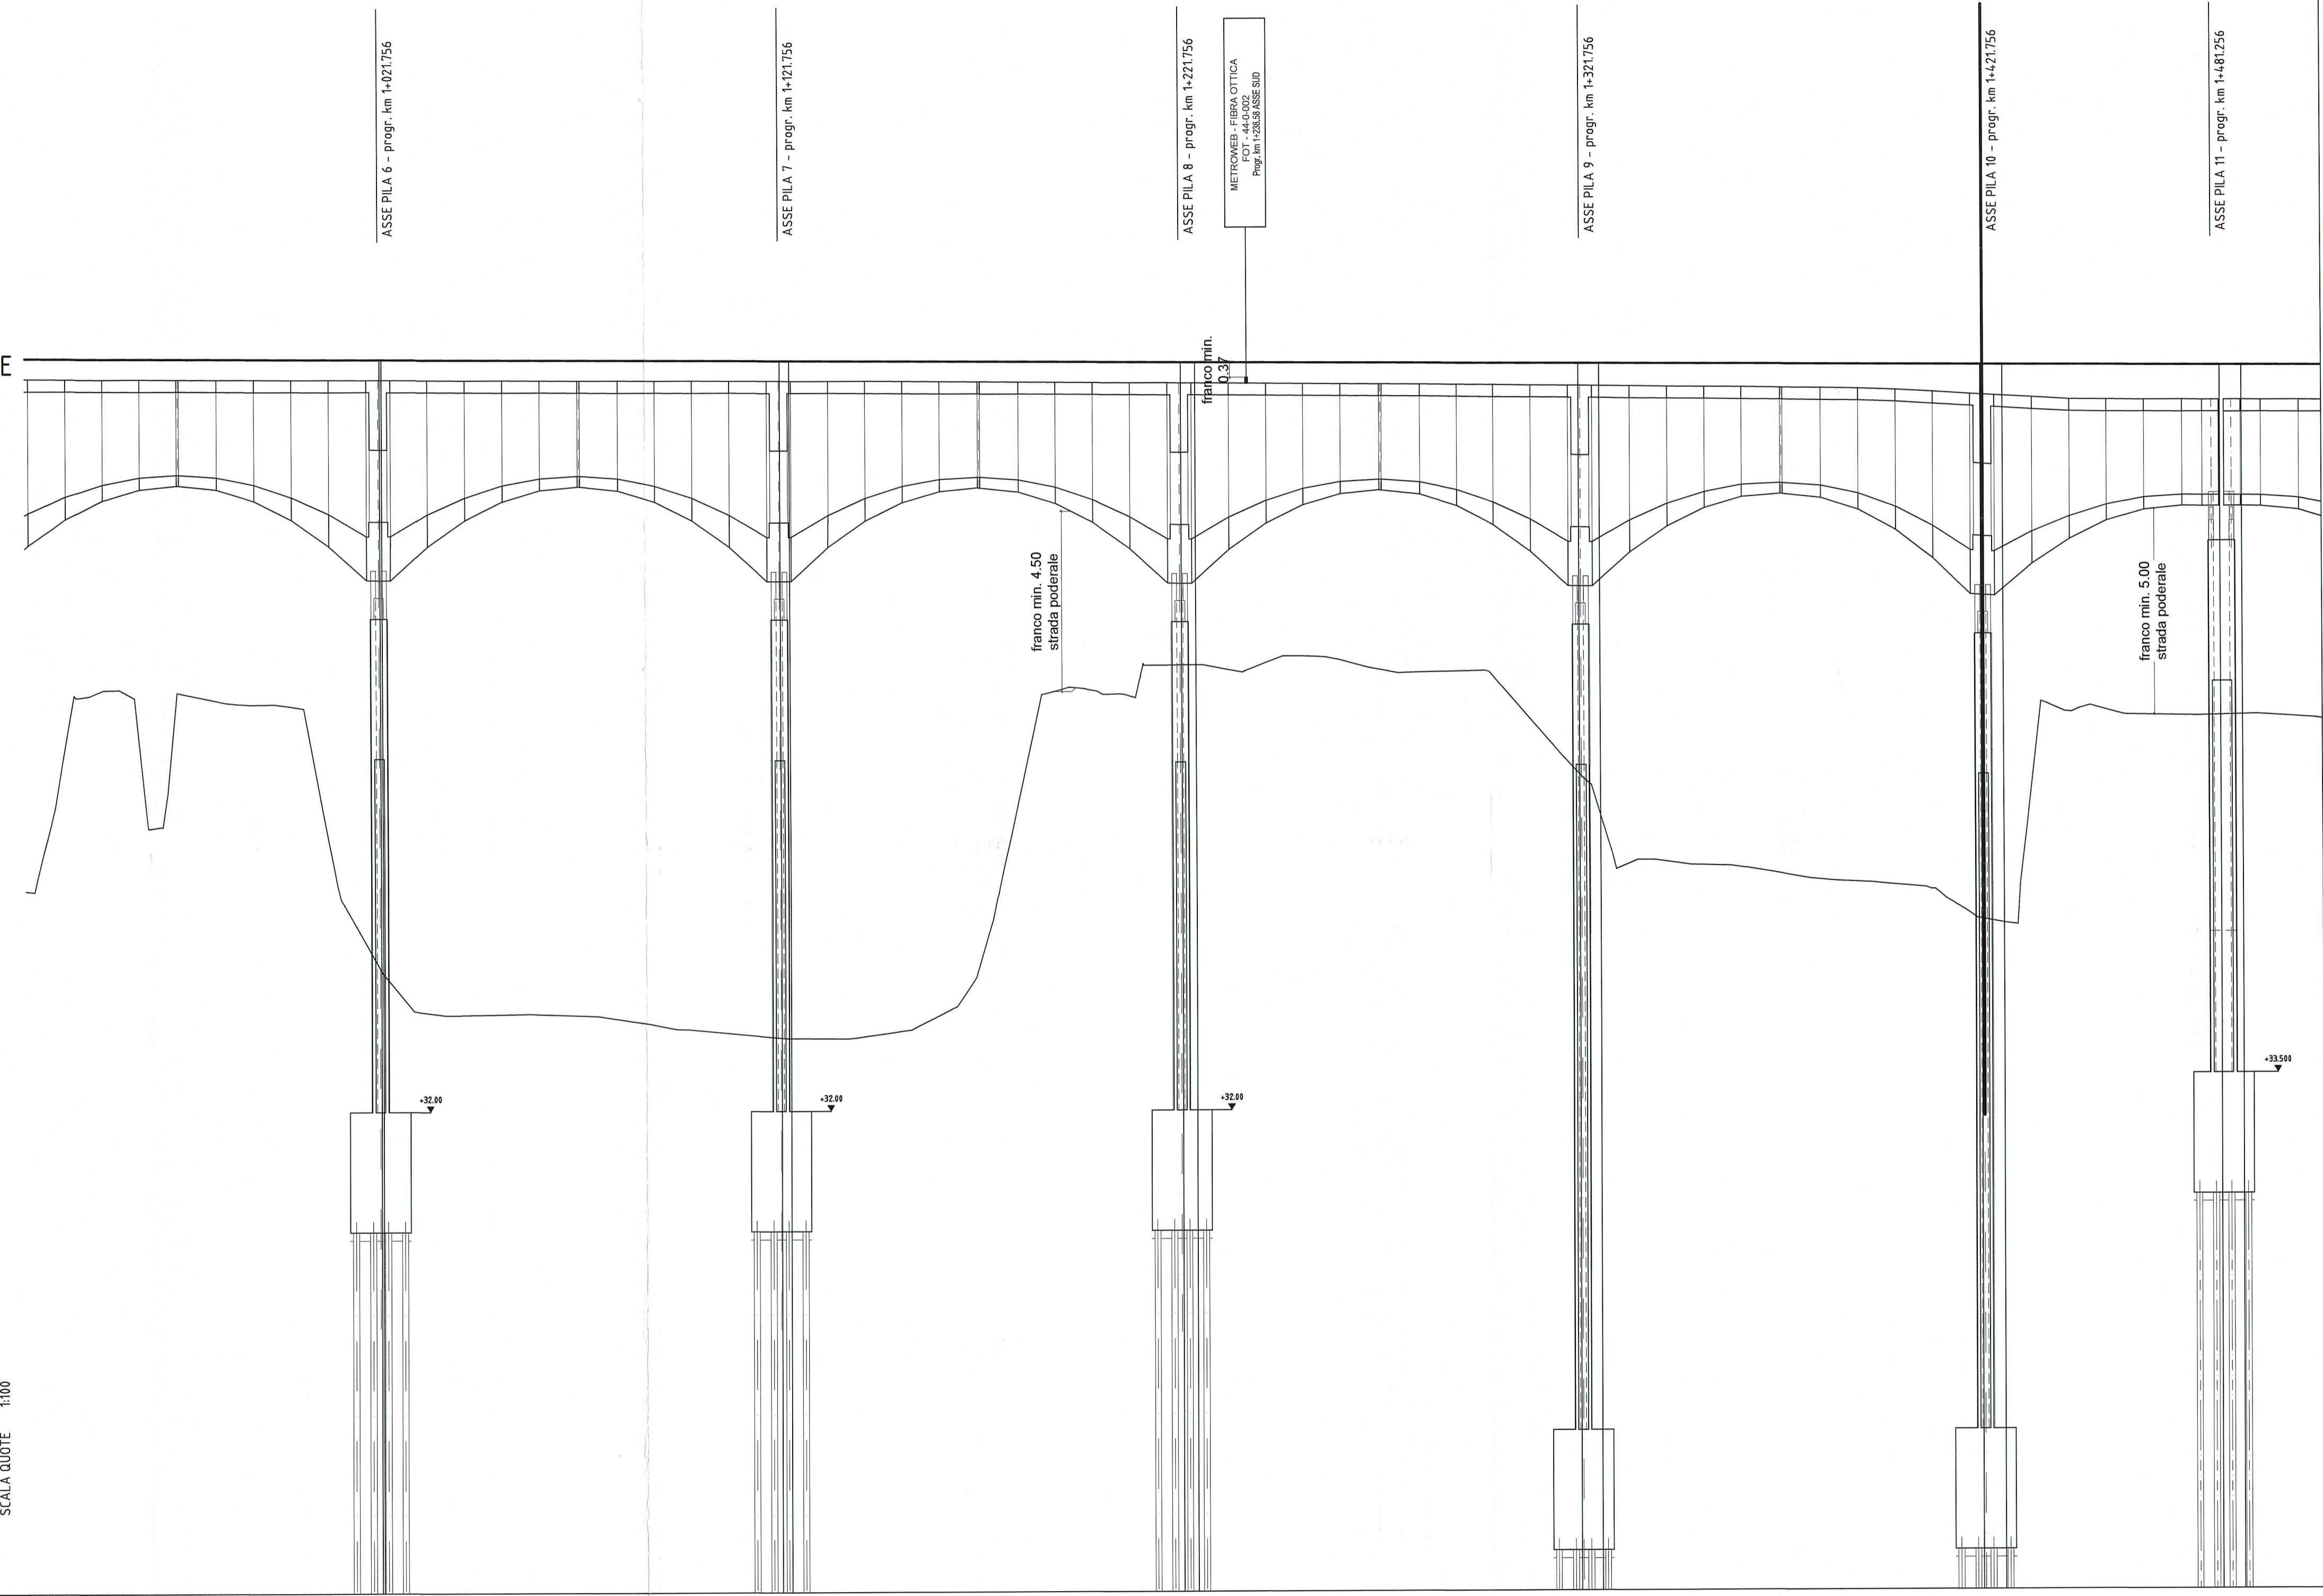 ASSE PILA 6 - progr. km 1+021.756
ASSE PILA 7 - progr. km 1+121.756
ASSE PILA 8 - progr. km 1+221.756
METROWEB - FIBRA OTTICA
FOT - 44-0-002
Progr. km 1+238,58 ASSE SUD
ASSE PILA 9 - progr. km 1+321.756
ASSE PILA 10 - progr. km 1+421.756
ASSE PILA 11 - progr. km 1+481.256
E
franco min.
0.37
franco min. 4.50
strada poderale
franco min. 5.00
strada poderale
+33.500
+32.00
+32.00
+32.00
SCALA QUOTE 1:100